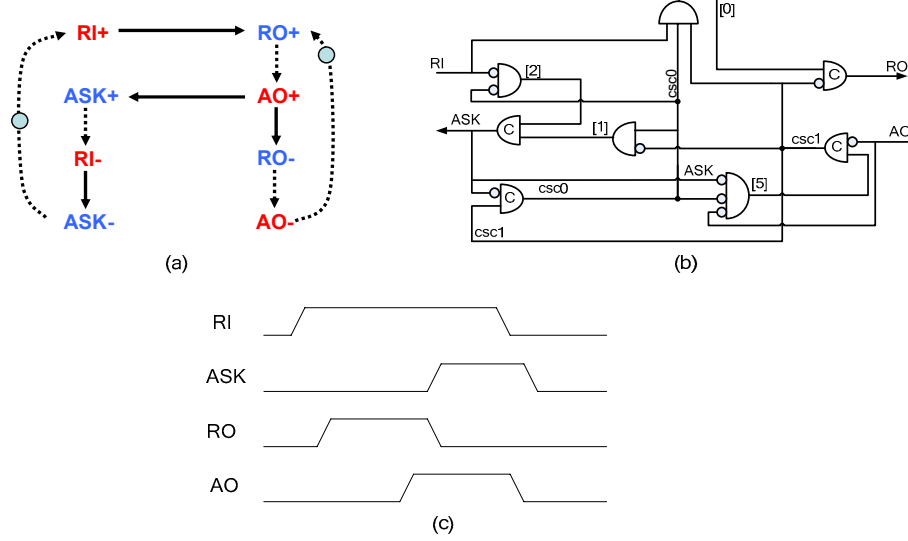 RI+ RO+
ASK+ AO+
RI- RO-
ASK- AO-
(a)
[0]
RI [2] csc0 C RO
ASK C [1] csc1 C AO
ASK [5]
C csc0
csc1
(b)
RI
ASK
RO
AO
(c)